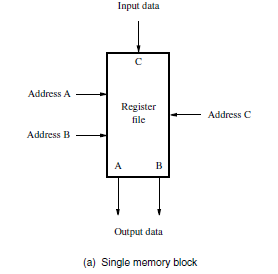 Input data
C
Address A
Register
file
Address C
Address B
A B
Output data
(a) Single memory block